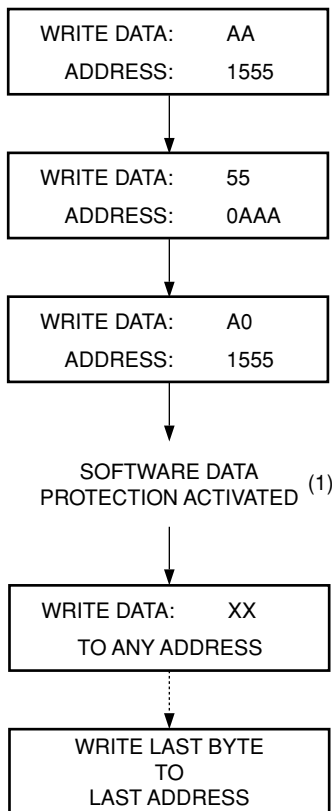 WRITE DATA: AA
ADDRESS: 1555
WRITE DATA: 55
ADDRESS: 0AAA
WRITE DATA: A0
ADDRESS: 1555
SOFTWARE DATA
PROTECTION ACTIVATED (1)
WRITE DATA: XX
TO ANY ADDRESS
WRITE LAST BYTE
TO
LAST ADDRESS